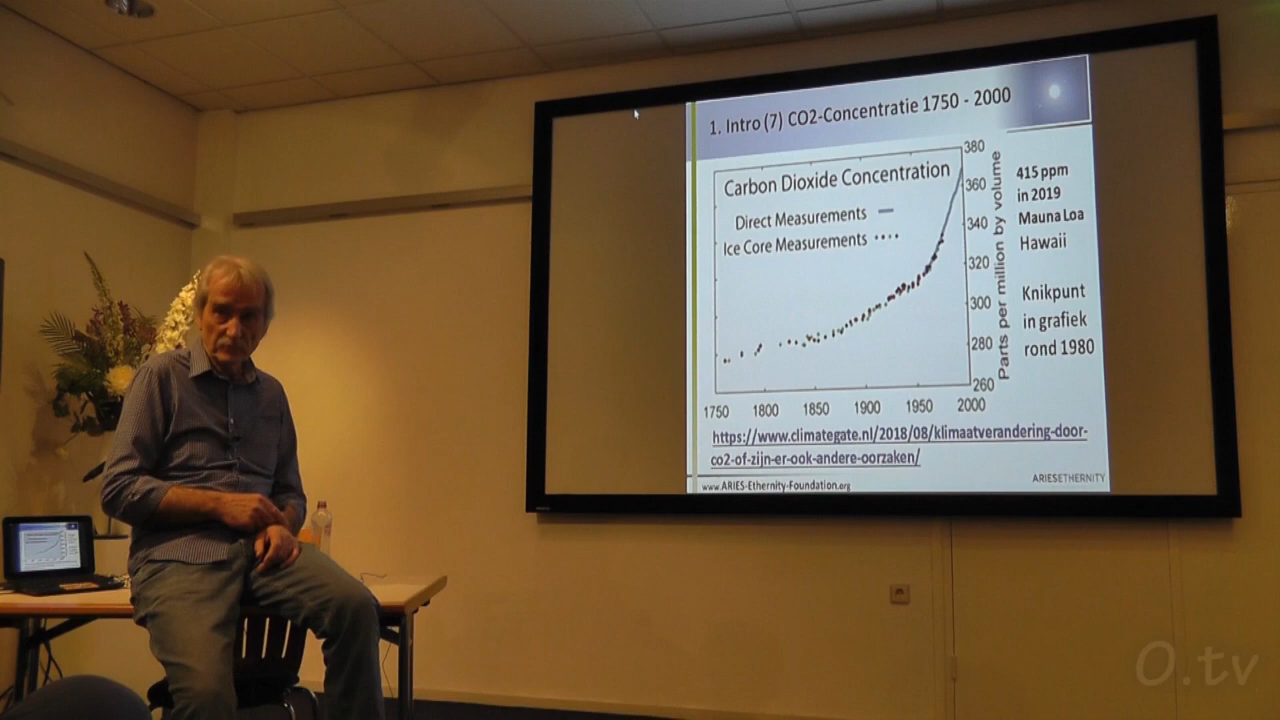 1. Intro (7) CO2-Concentratie 1750 - 2000
Carbon Dioxide Concentration
Direct Measurements
Ice Core Measurements
380
360
340
320
300
280
260
Parts per million by volume
1750 1800 1850 1900 1950 2000
415 ppm
in 2019
Mauna Loa
Hawaii
Knikpunt
in grafiek
rond 1980
https://www.climategate.nl/2018/08/klimaatverandering-door-
co2-of-zijn-er-ook-andere-oorzaken/
www.ARIES-Ethernity-Foundation.org
ARIESETHERNITY
O.tv